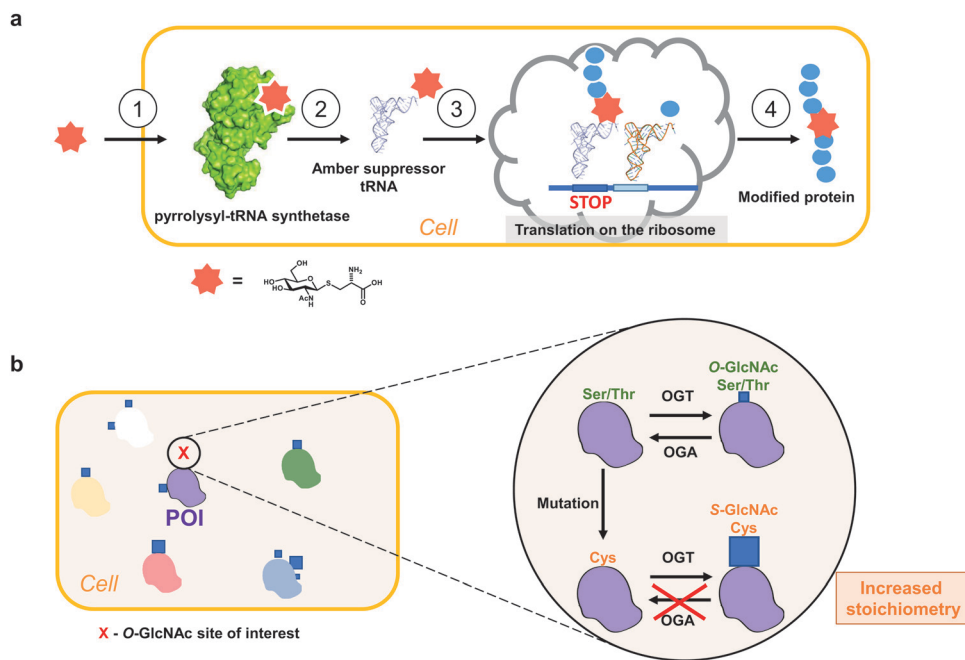 a
1
2
3
4
pyrrolysyl-tRNA synthetase
Amber suppressor
tRNA
STOP
Translation on the ribosome
Modified protein
Cell
=
HO
OH
O
HO
AcNH
S
NH2
OH
O
b
X
POI
Cell
X - O-GlcNAc site of interest
Ser/Thr
OGT
OGA
O-GlcNAc
Ser/Thr
Mutation
S-GlcNAc
Cys
Cys
OGT
OGA
Increased
stoichiometry